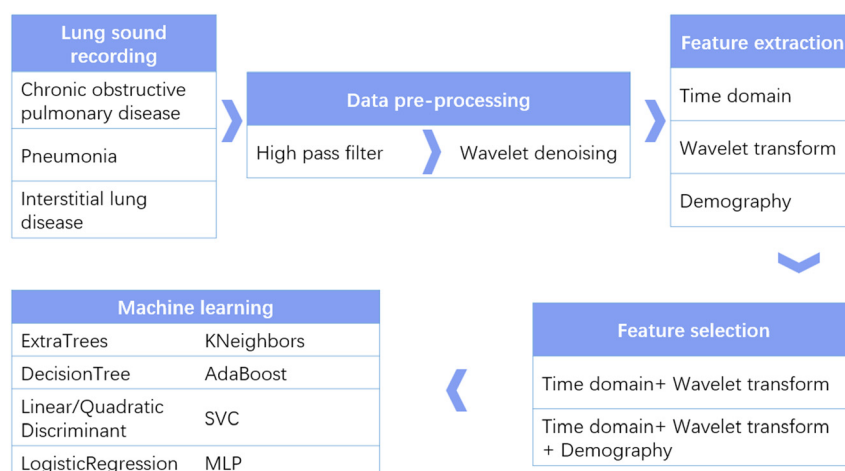 Lung sound
recording
Chronic obstructive
pulmonary disease
Pneumonia
Interstitial lung
disease
Data pre-processing
High pass filter
Wavelet denoising
Feature extraction
Time domain
Wavelet transform
Demography
Feature selection
Time domain+ Wavelet transform
Time domain+ Wavelet transform
+ Demography
Machine learning
ExtraTrees KNeighbors
DecisionTree AdaBoost
Linear/Quadratic
Discriminant SVC
LogisticRegression MLP